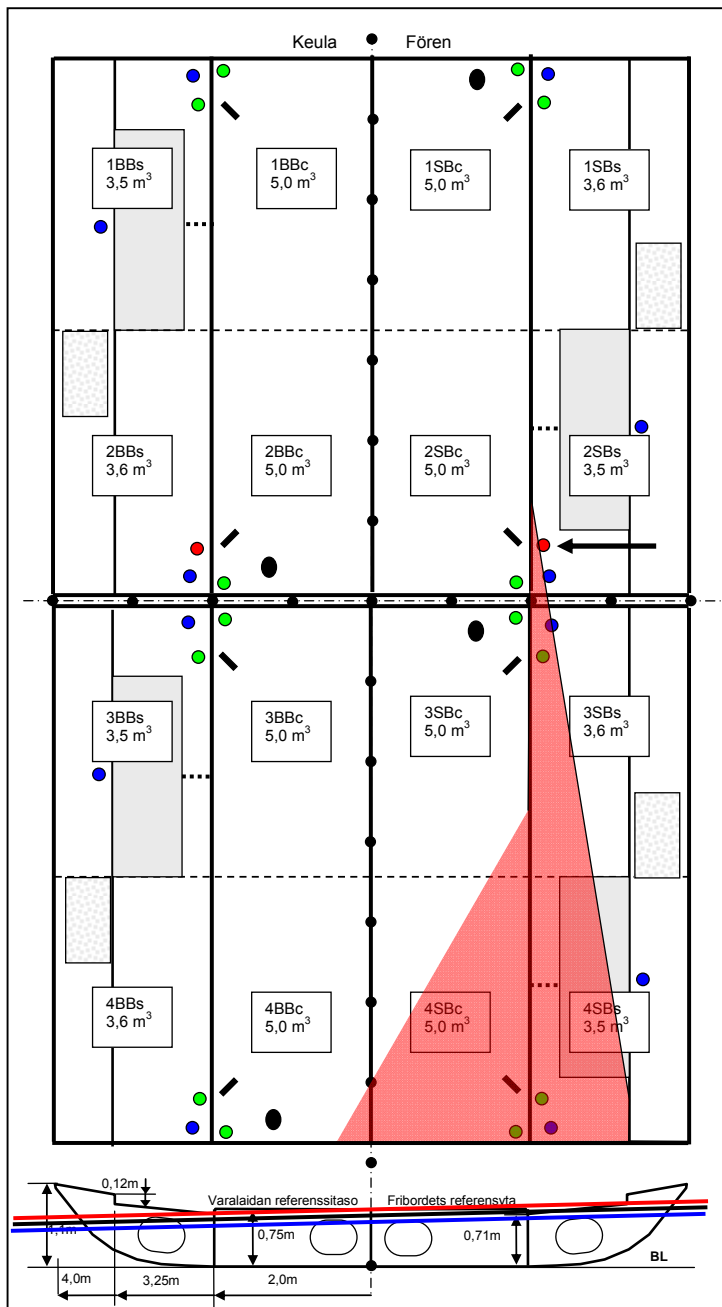 Keula Fören
1BBs
3,5 m³
1BBc
5,0 m³
1SBc
5,0 m³
1SBs
3,6 m³
2BBs
3,6 m³
2BBc
5,0 m³
2SBc
5,0 m³
2SBs
3,5 m³
3BBs
3,5 m³
3BBc
5,0 m³
3SBc
5,0 m³
3SBs
3,6 m³
4BBs
3,6 m³
4BBc
5,0 m³
4SBc
5,0 m³
4SBs
3,5 m³
0,12m
Varalaidan referenssitaso Fribordets referensyta
1,1m
0,75m
0,71m
BL
4,0m
3,25m
2,0m